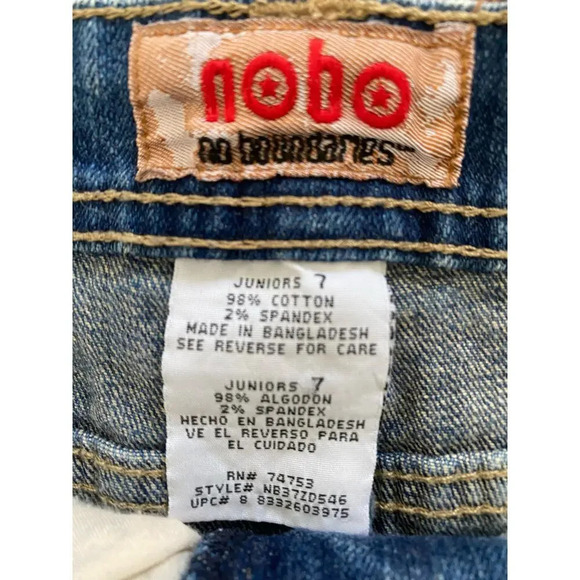 nobo
no boundaries™
JUNIORS 7
98% COTTON
2% SPANDEX
MADE IN BANGLADESH
SEE REVERSE FOR CARE
JUNIORS 7
98% ALGODON
2% SPANDEX
HECHO EN BANGLADESH
VE EL REVERSO PARA
EL CUIDADO
RN# 74753
STYLE# NB37ZD546
UPC# 8 8332603975